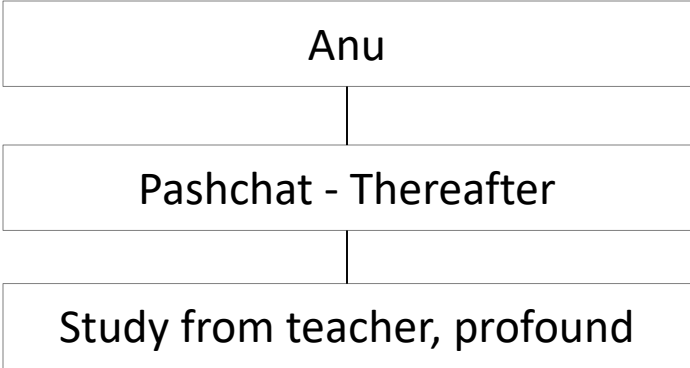 Anu
Pashchat - Thereafter
Study from teacher, profound